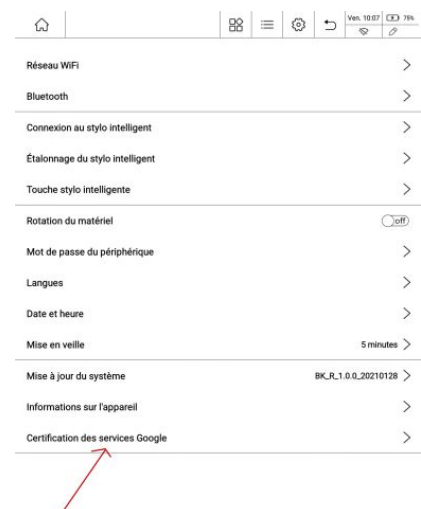 Ven. 10:07 79%
Réseau WiFi
Bluetooth
Connexion au stylo intelligent
Étalonnage du stylo intelligent
Touche stylo intelligente
Rotation du matériel off
Mot de passe du périphérique
Langues
Date et heure
Mise en veille 5 minutes
Mise à jour du système BK_R_1.0.0_20210128
Informations sur l'appareil
Certification des services Google